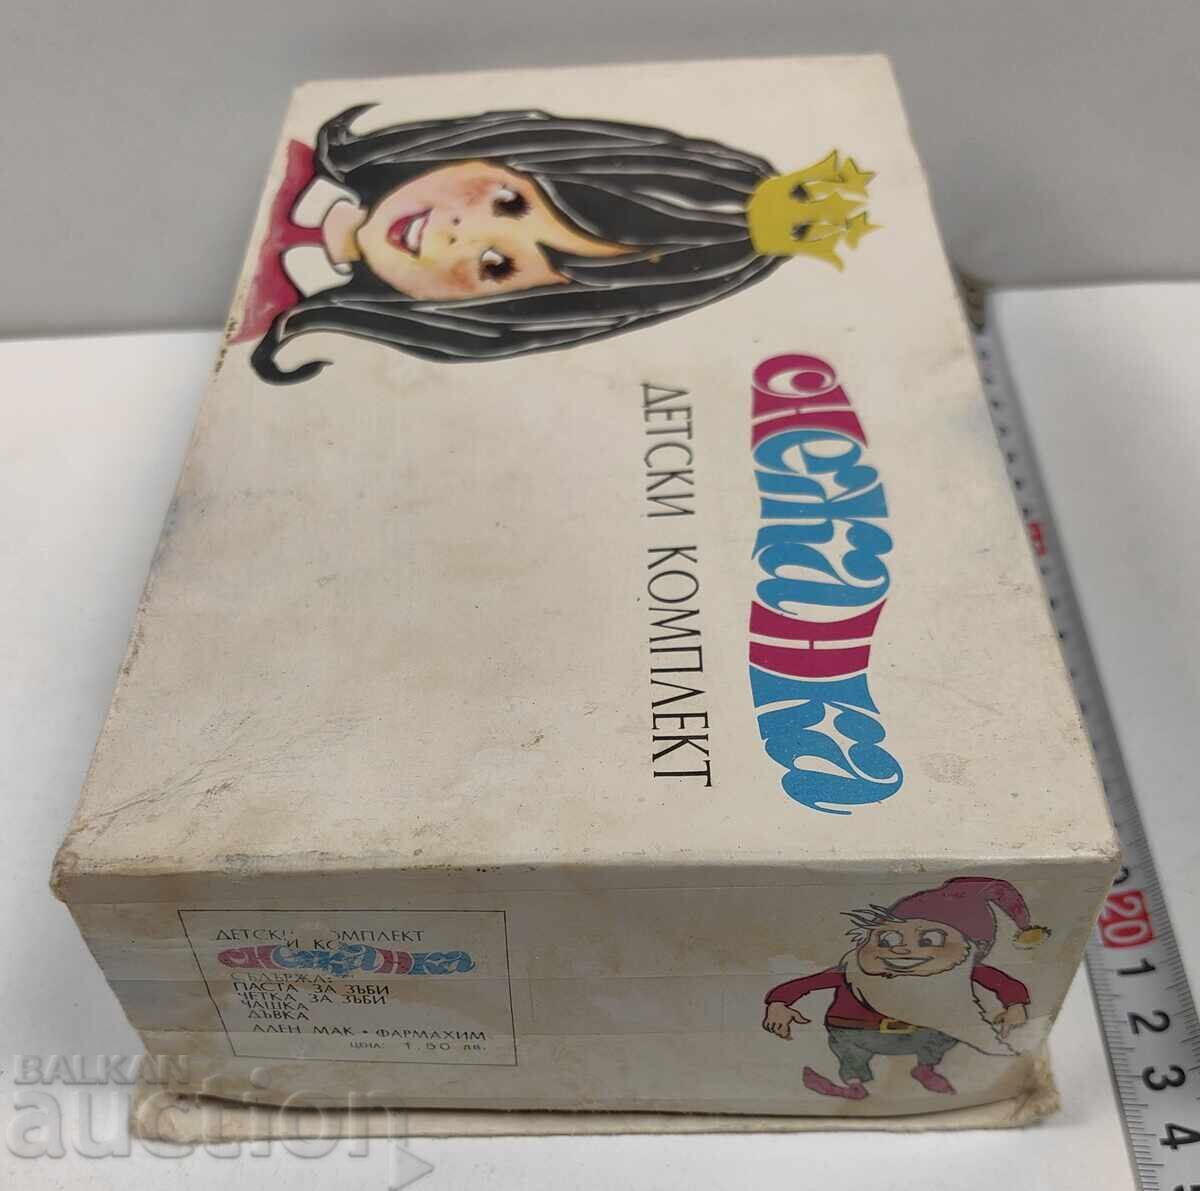 Снежанка
ДЕТСКИ КОМПЛЕКТ
ДЕТСКИ КОМПЛЕКТ
Снежанка
СЪДЪРЖА:
ПАСТА ЗА ЗЪБИ
ЧЕТКА ЗА ЗЪБИ
ЧАШКА
ДЪВКА
АЛЕН МАК • ФАРМАХИМ
ЦЕНА: 1,50 лв.
20
1
2
3
4
BALKAN
auction